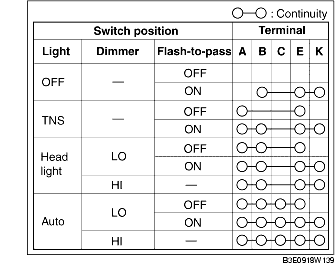 : Continuity
Switch position Terminal
Light Dimmer Flash-to-pass A B C E K
OFF — OFF
ON
TNS — OFF
ON
Head light LO OFF
ON
HI —
Auto LO OFF
ON
HI —
B3E0918W139